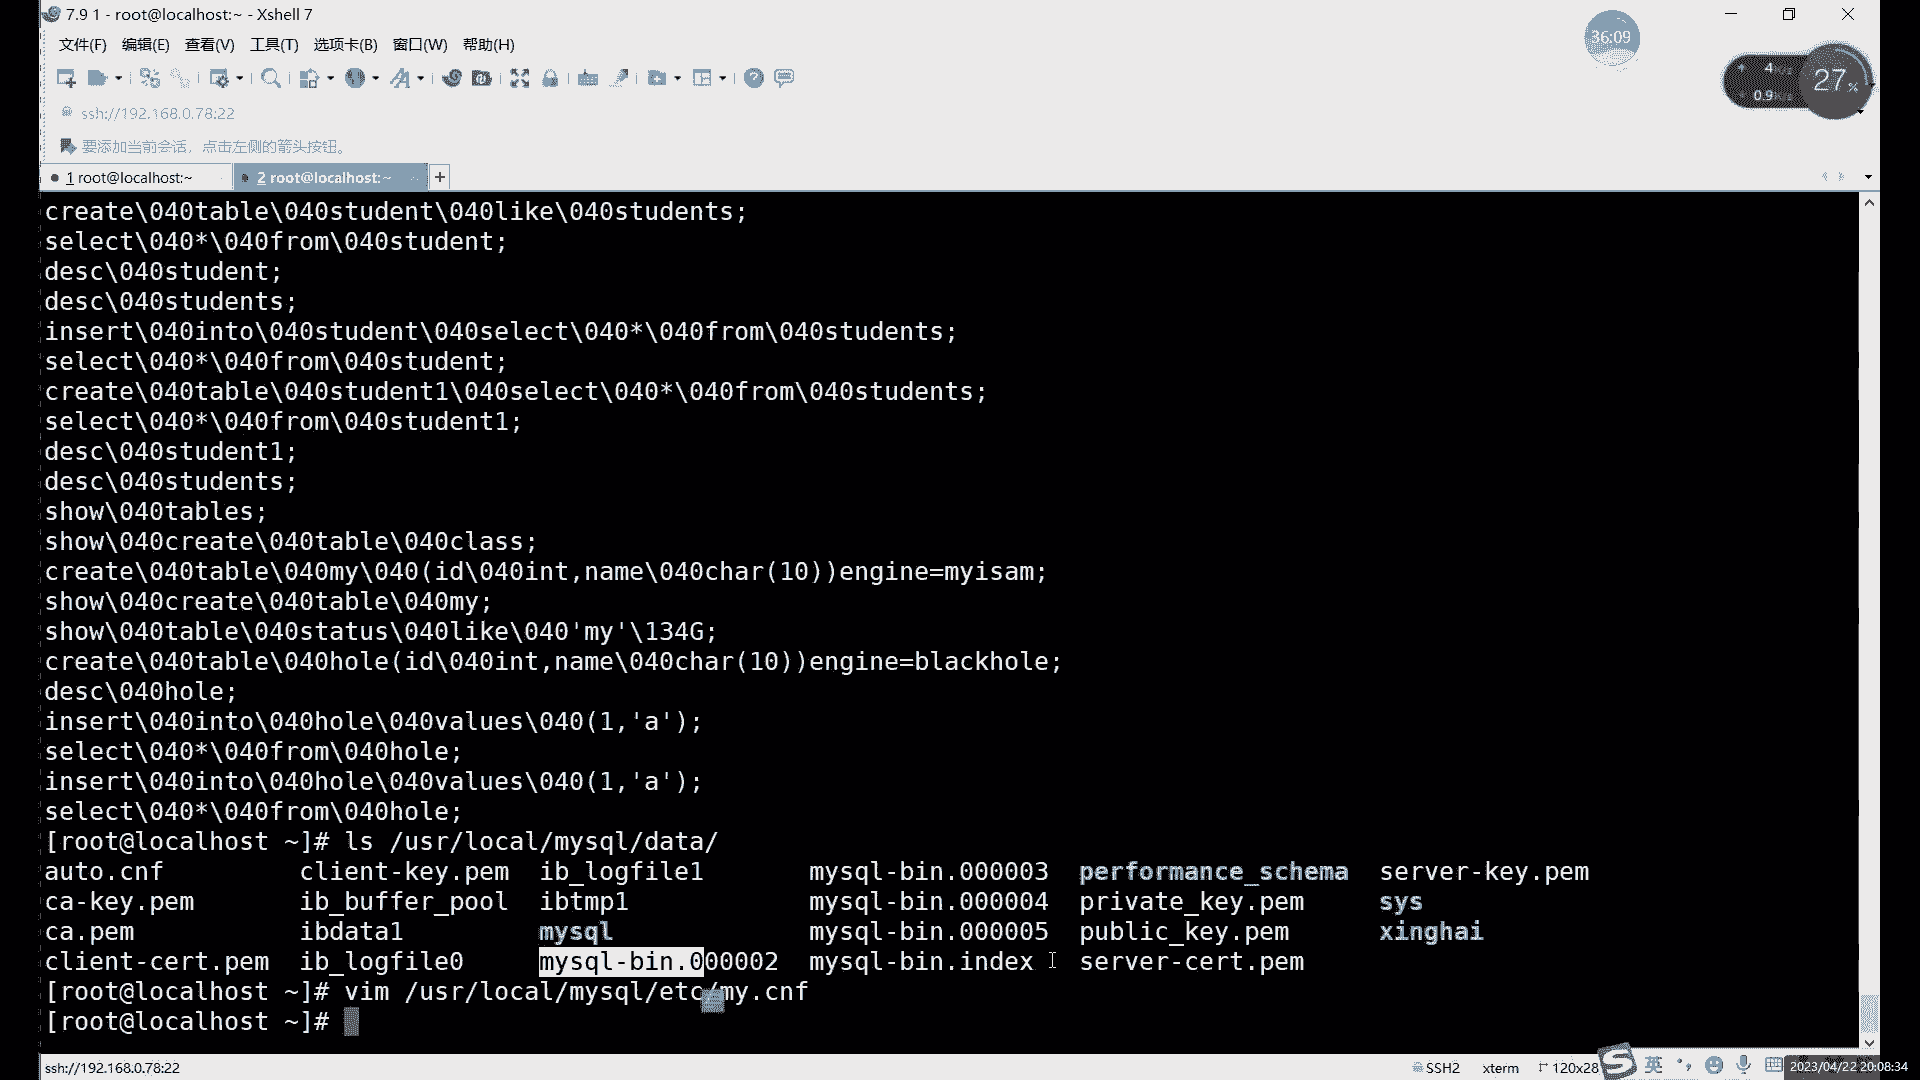 7.9 1 - root@localhost:~ - Xshell 7
36:09
文件(F) 编辑(E) 查看(V) 工具(T) 选项卡(B) 窗口(W) 帮助(H)
4K/s
0.9K/s
27%
ssh://192.168.0.78:22
要添加当前会话，点击左侧的箭头按钮。
1 root@localhost:~
2 root@localhost:~
create\040table\040student\040like\040students;
select\040*\040from\040student;
desc\040student;
desc\040students;
insert\040into\040student\040select\040*\040from\040students;
select\040*\040from\040student;
create\040table\040student1\040select\040*\040from\040students;
select\040*\040from\040student1;
desc\040student1;
desc\040students;
show\040tables;
show\040create\040table\040class;
create\040table\040my\040(id\040int,name\040char(10))engine=myisam;
show\040create\040table\040my;
show\040table\040status\040like\040'my'\134G;
create\040table\040hole(id\040int,name\040char(10))engine=blackhole;
desc\040hole;
insert\040into\040hole\040values\040(1,'a');
select\040*\040from\040hole;
insert\040into\040hole\040values\040(1,'a');
select\040*\040from\040hole;
[root@localhost ~]# ls /usr/local/mysql/data/
auto.cnf client-key.pem ib_logfile1 mysql-bin.000003 performance_schema server-key.pem
ca-key.pem ib_buffer_pool ibtmp1 mysql-bin.000004 private_key.pem sys
ca.pem ibdata1 mysql mysql-bin.000005 public_key.pem xinghai
client-cert.pem ib_logfile0 mysql-bin.000002 mysql-bin.index server-cert.pem
[root@localhost ~]# vim /usr/local/mysql/etc/my.cnf
[root@localhost ~]#
ssh://192.168.0.78:22
SSH2 xterm 120x28
英
2023/04/22 20:08:34